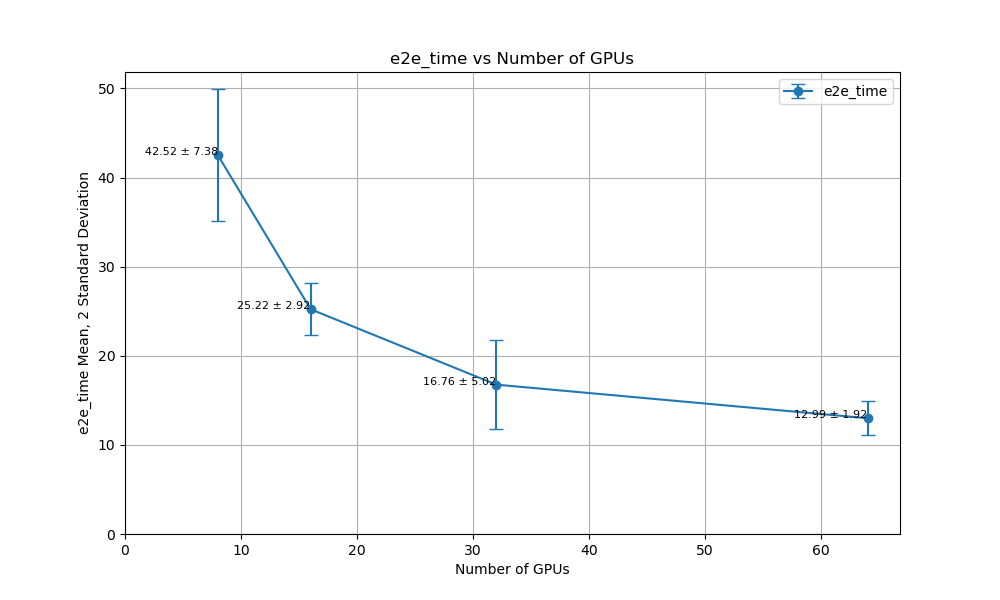 e2e_time vs Number of GPUs
e2e_time
e2e_time Mean, 2 Standard Deviation
50
40
30
20
10
0
42.52 ± 7.38
25.22 ± 2.92
16.76 ± 5.02
12.99 ± 1.92
0 10 20 30 40 50 60
Number of GPUs